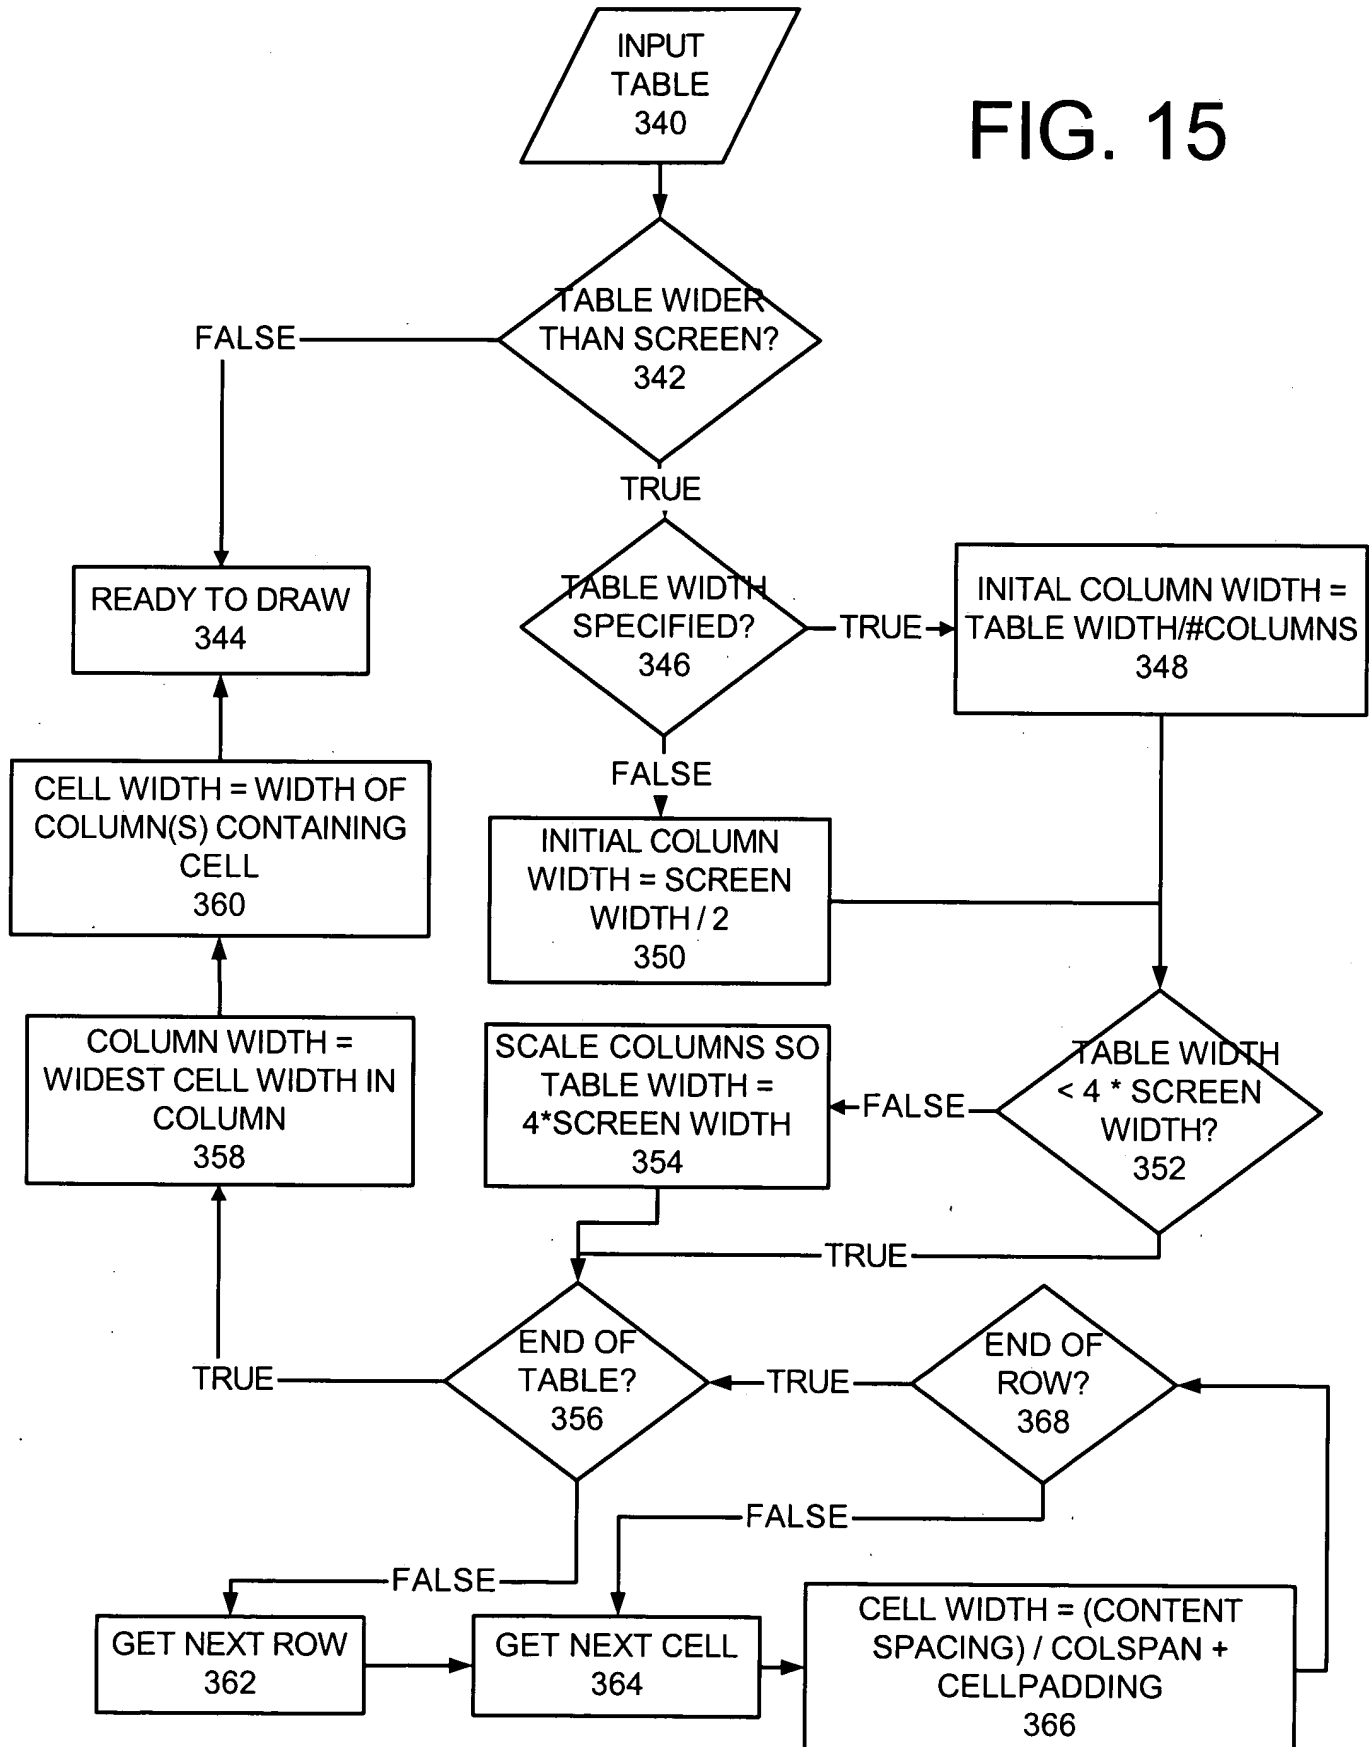 INPUT
TABLE
340
FIG. 15
TABLE WIDER
THAN SCREEN?
342
FALSE
TRUE
READY TO DRAW
344
TABLE WIDTH
SPECIFIED?
346
TRUE
INITAL COLUMN WIDTH =
TABLE WIDTH/#COLUMNS
348
FALSE
CELL WIDTH = WIDTH OF
COLUMN(S) CONTAINING
CELL
360
INITIAL COLUMN
WIDTH = SCREEN
WIDTH / 2
350
COLUMN WIDTH =
WIDEST CELL WIDTH IN
COLUMN
358
SCALE COLUMNS SO
TABLE WIDTH =
4*SCREEN WIDTH
354
FALSE
TABLE WIDTH
< 4 * SCREEN
WIDTH?
352
TRUE
TRUE
END OF
TABLE?
356
TRUE
END OF
ROW?
368
FALSE
FALSE
GET NEXT ROW
362
GET NEXT CELL
364
CELL WIDTH = (CONTENT
SPACING) / COLSPAN +
CELLPADDING
366